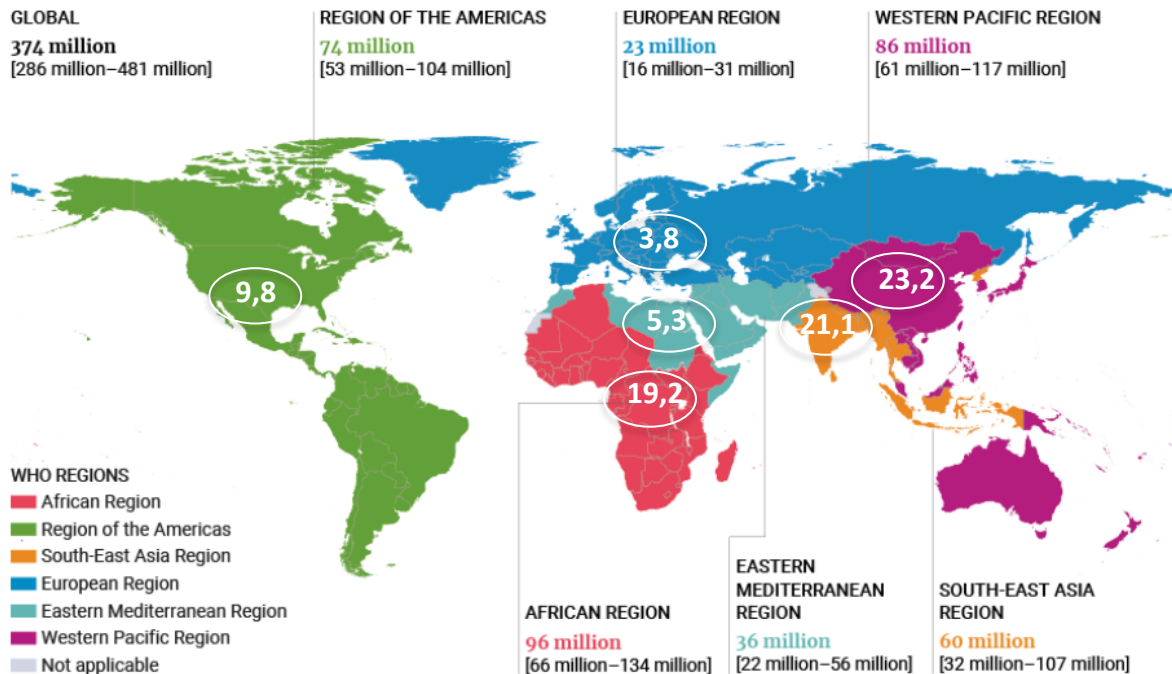 GLOBAL
374 million
[286 million–481 million]
REGION OF THE AMERICAS
74 million
[53 million–104 million]
EUROPEAN REGION
23 million
[16 million–31 million]
WESTERN PACIFIC REGION
86 million
[61 million–117 million]
3,8
9,8
23,2
5,3
21,1
19,2
WHO REGIONS
African Region
Region of the Americas
South-East Asia Region
European Region
Eastern Mediterranean Region
Western Pacific Region
Not applicable
AFRICAN REGION
96 million
[66 million–134 million]
EASTERN
MEDITERRANEAN
REGION
36 million
[22 million–56 million]
SOUTH-EAST ASIA
REGION
60 million
[32 million–107 million]